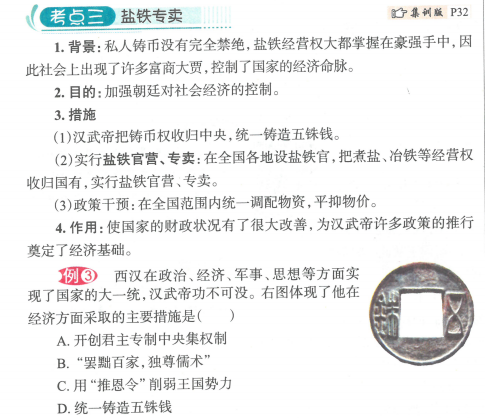 考点三 盐铁专卖 集训版 P32
1. 背景:私人铸币没有完全禁绝,盐铁经营权大都掌握在豪强手中,因
此社会上出现了许多富商大贾,控制了国家的经济命脉。
2. 目的:加强朝廷对社会经济的控制。
3. 措施
(1)汉武帝把铸币权收归中央,统一铸造五铢钱。
(2)实行盐铁官营、专卖:在全国各地设盐铁官,把煮盐、冶铁等经营权
收归国有,实行盐铁官营、专卖。
(3)政策干预:在全国范围内统一调配物资,平抑物价。
4. 作用:使国家的财政状况有了很大改善,为汉武帝许多政策的推行
奠定了经济基础。
例3 西汉在政治、经济、军事、思想等方面实
现了国家的大一统,汉武帝功不可没。右图体现了他在
经济方面采取的主要措施是( )
A. 开创君主专制中央集权制
B. “罢黜百家,独尊儒术”
C. 用“推恩令”削弱王国势力
D. 统一铸造五铢钱